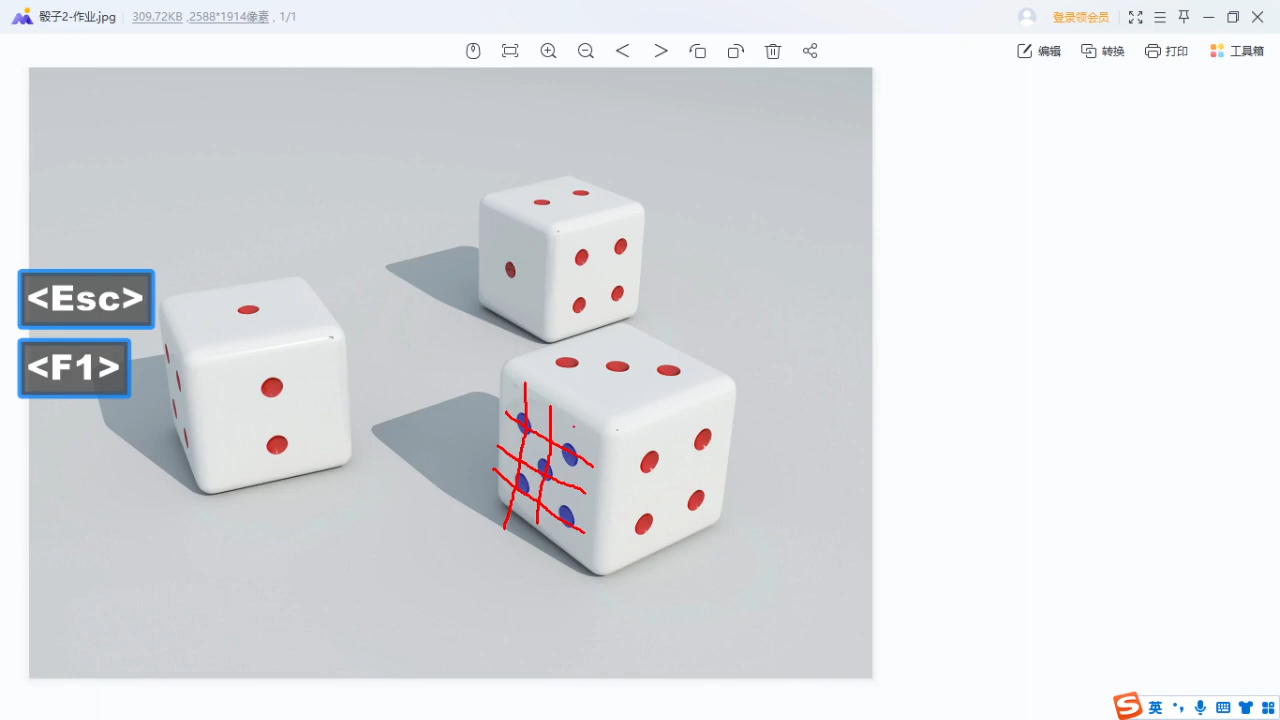 骰子2-作业.jpg 309.72KB ,2588*1914像素 , 1/1 登录领会员
编辑 转换 打印 工具箱
<Esc>
<F1>
S 英